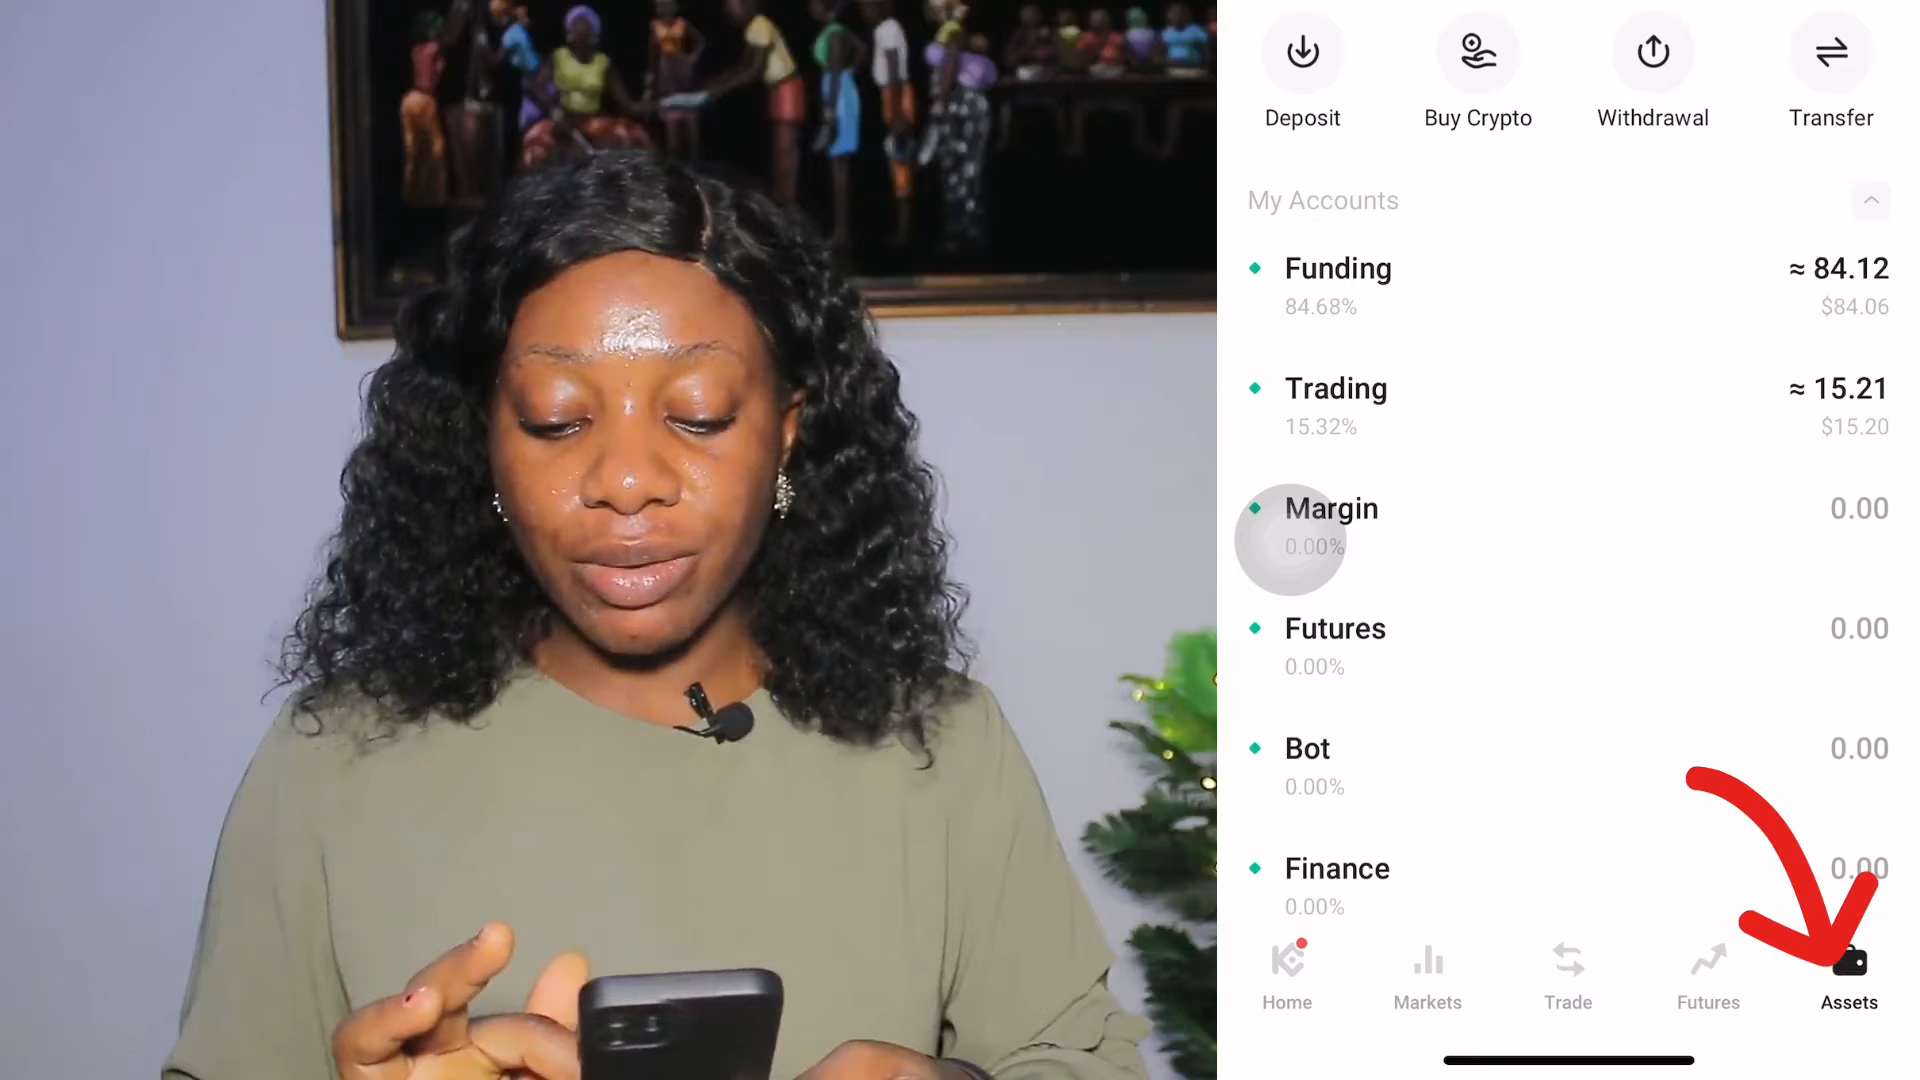 Deposit
Buy Crypto
Withdrawal
Transfer
My Accounts
Funding
≈ 84.12
84.68%
$84.06
Trading
≈ 15.21
15.32%
$15.20
Margin
0.00
0.00%
Futures
0.00
0.00%
Bot
0.00
0.00%
Finance
0.00
0.00%
Home
Markets
Trade
Futures
Assets